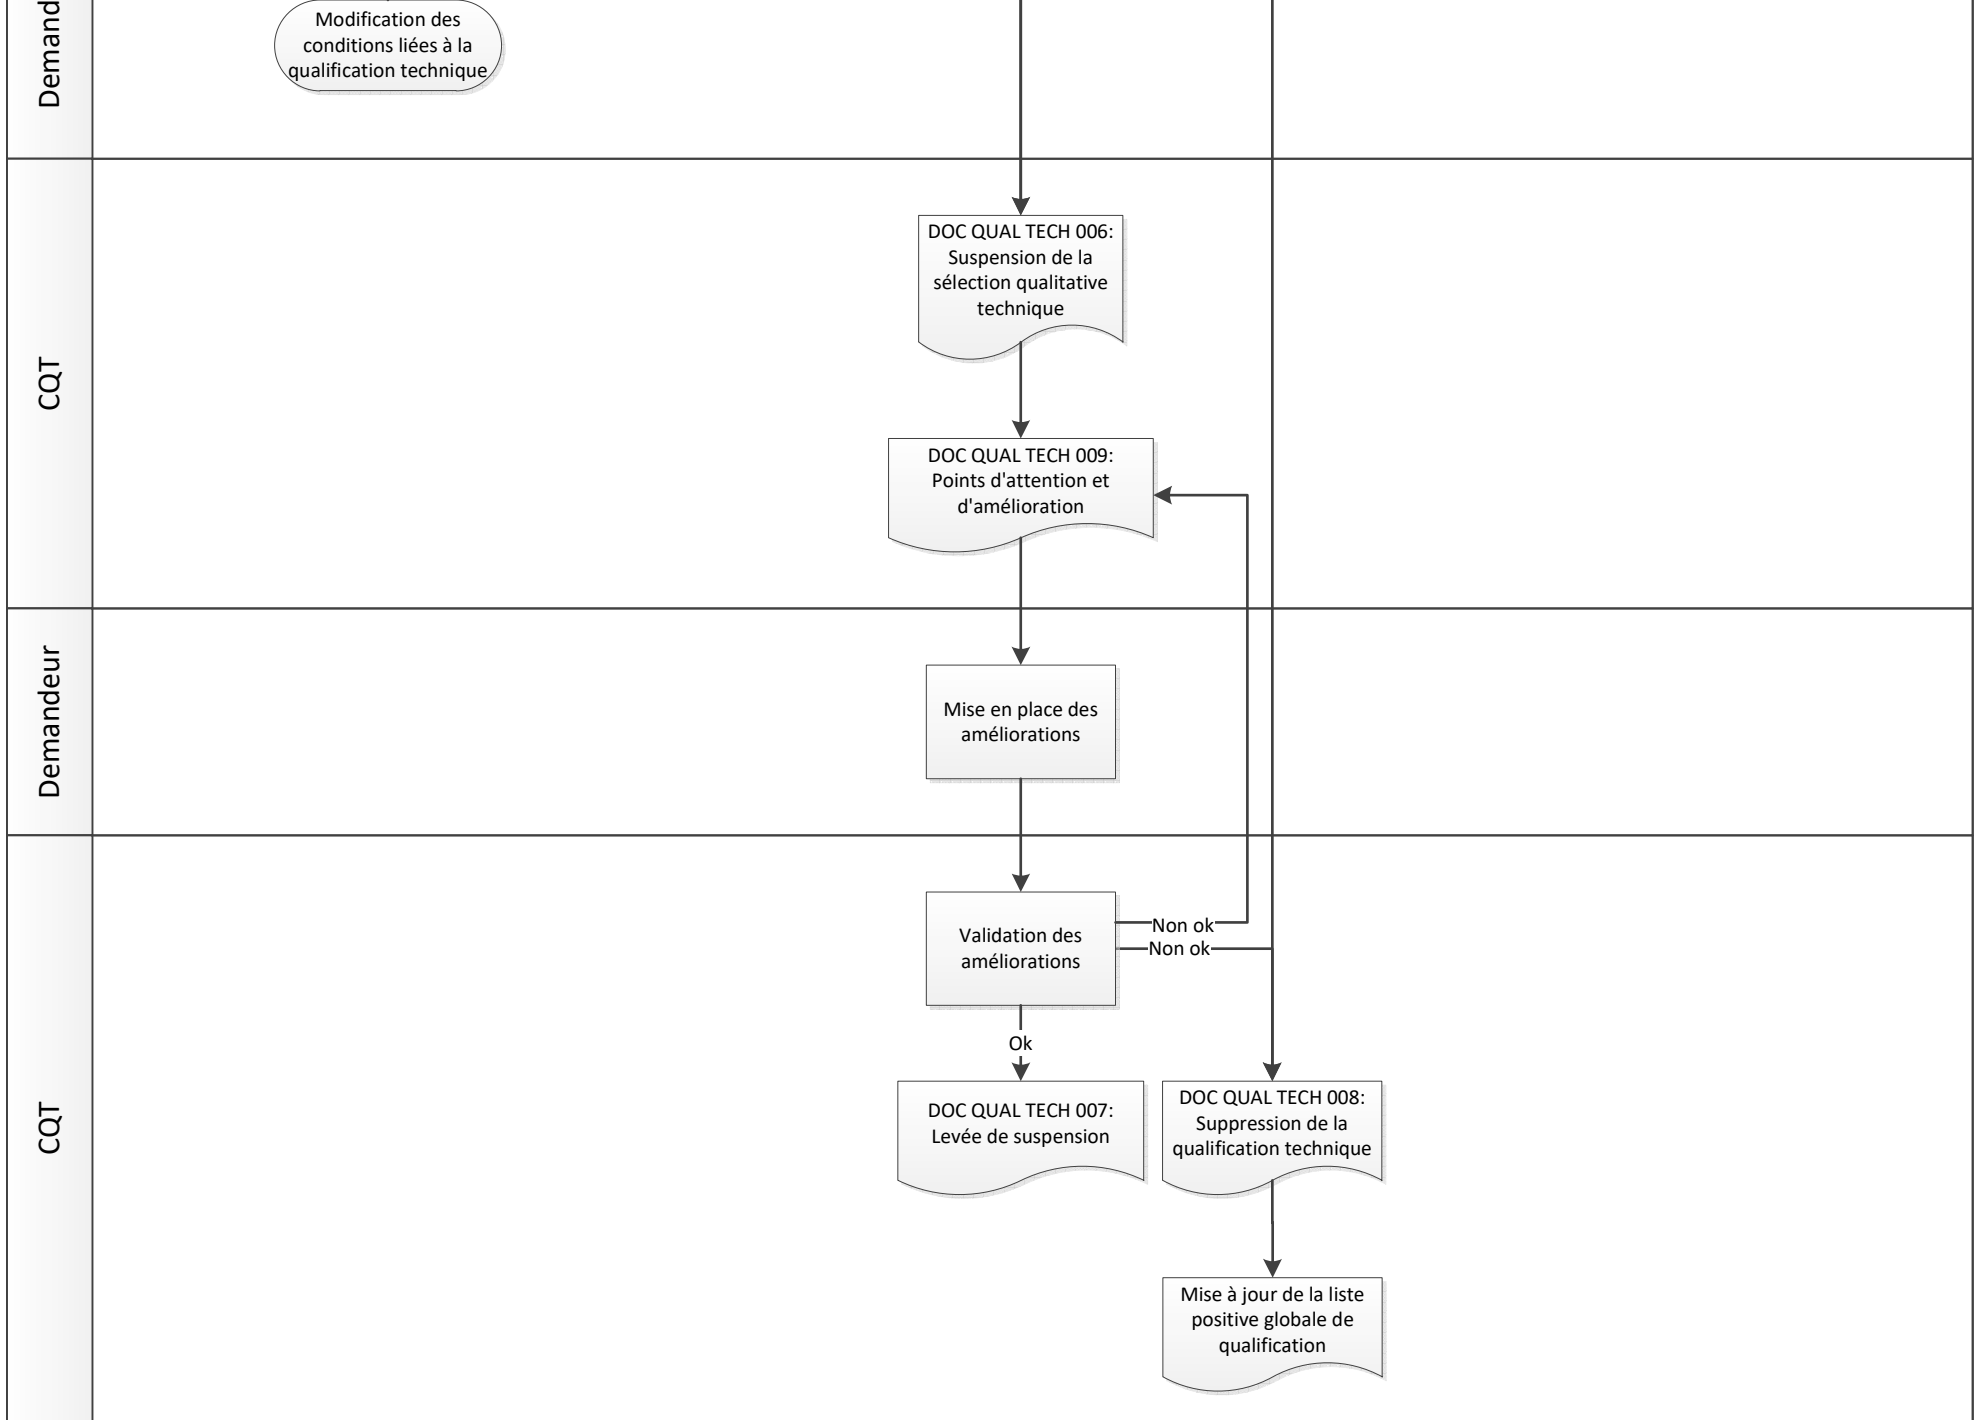 Demand
Modification des
conditions liées à la
qualification technique
CQT
DOC QUAL TECH 006:
Suspension de la
sélection qualitative
technique
DOC QUAL TECH 009:
Points d'attention et
d'amélioration
Demandeur
Mise en place des
améliorations
CQT
Validation des
améliorations
Non ok
Non ok
Ok
DOC QUAL TECH 007:
Levée de suspension
DOC QUAL TECH 008:
Suppression de la
qualification technique
Mise à jour de la liste
positive globale de
qualification